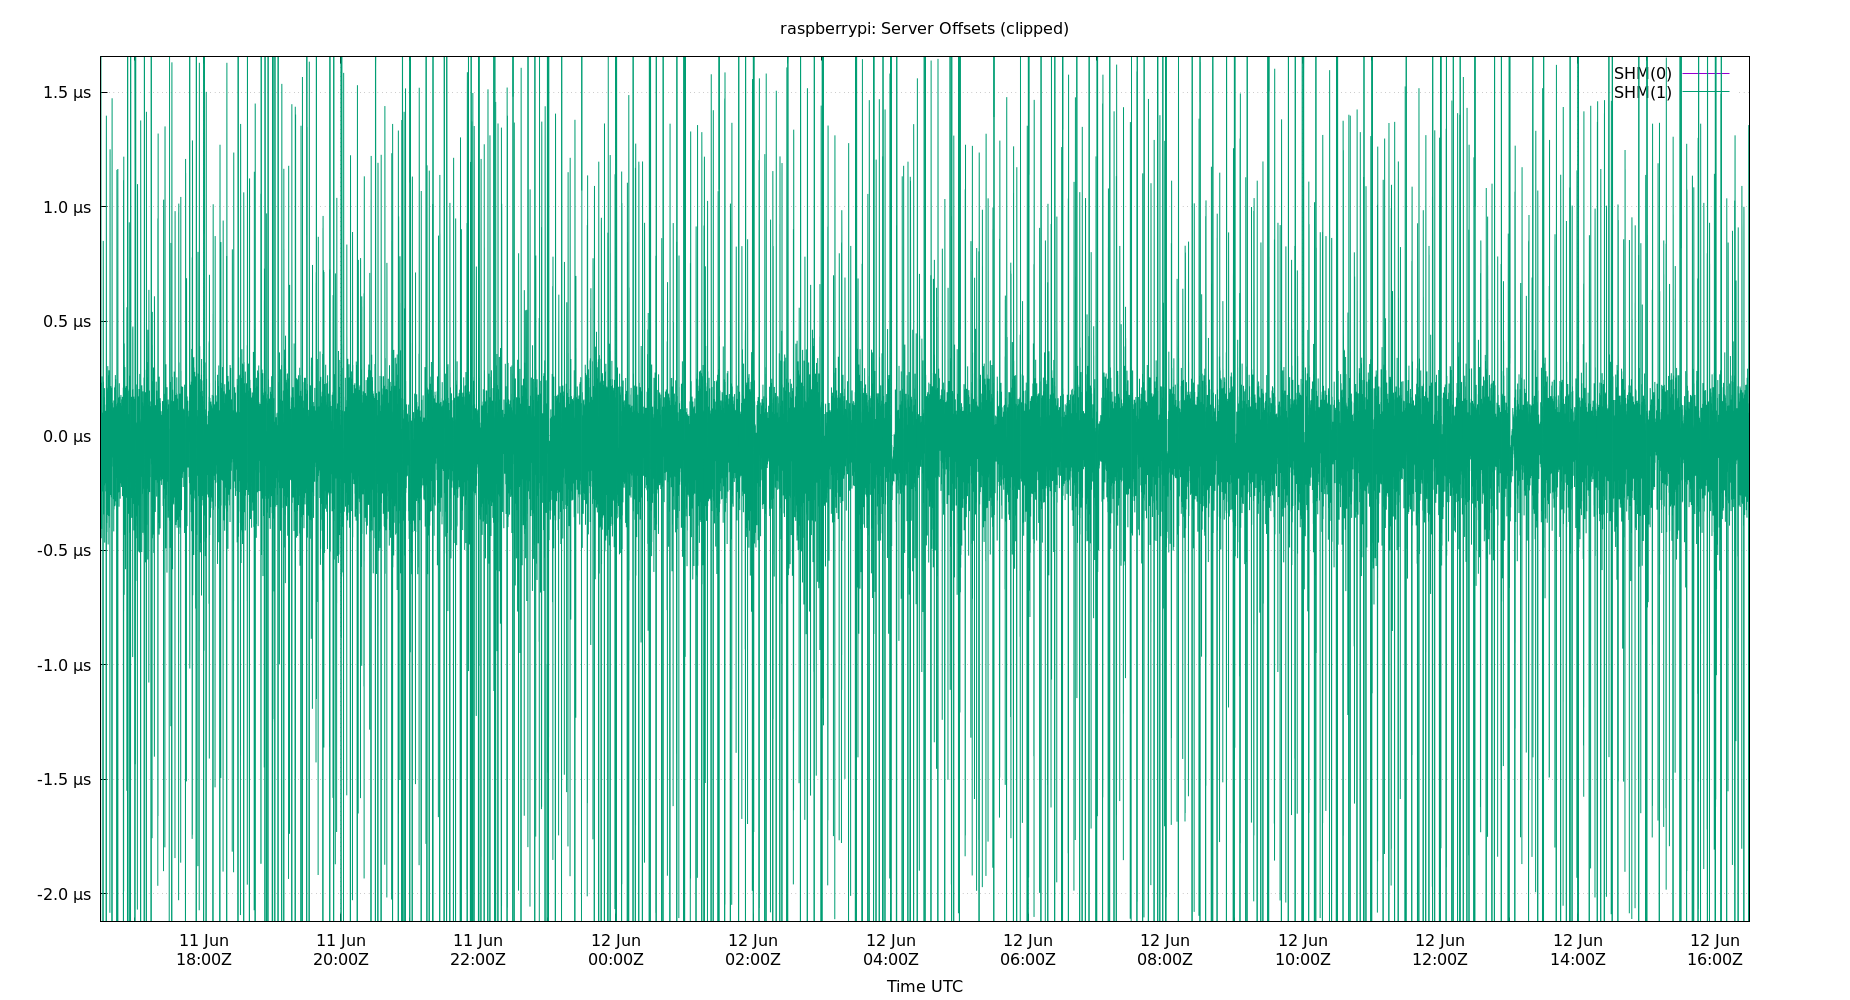 raspberrypi: Server Offsets (clipped)
SHM(0)
SHM(1)
1.5 µs
1.0 µs
0.5 µs
0.0 µs
-0.5 µs
-1.0 µs
-1.5 µs
-2.0 µs
11 Jun 11 Jun 11 Jun 12 Jun 12 Jun 12 Jun 12 Jun 12 Jun 12 Jun 12 Jun 12 Jun 12 Jun
18:00Z 20:00Z 22:00Z 00:00Z 02:00Z 04:00Z 06:00Z 08:00Z 10:00Z 12:00Z 14:00Z 16:00Z
Time UTC